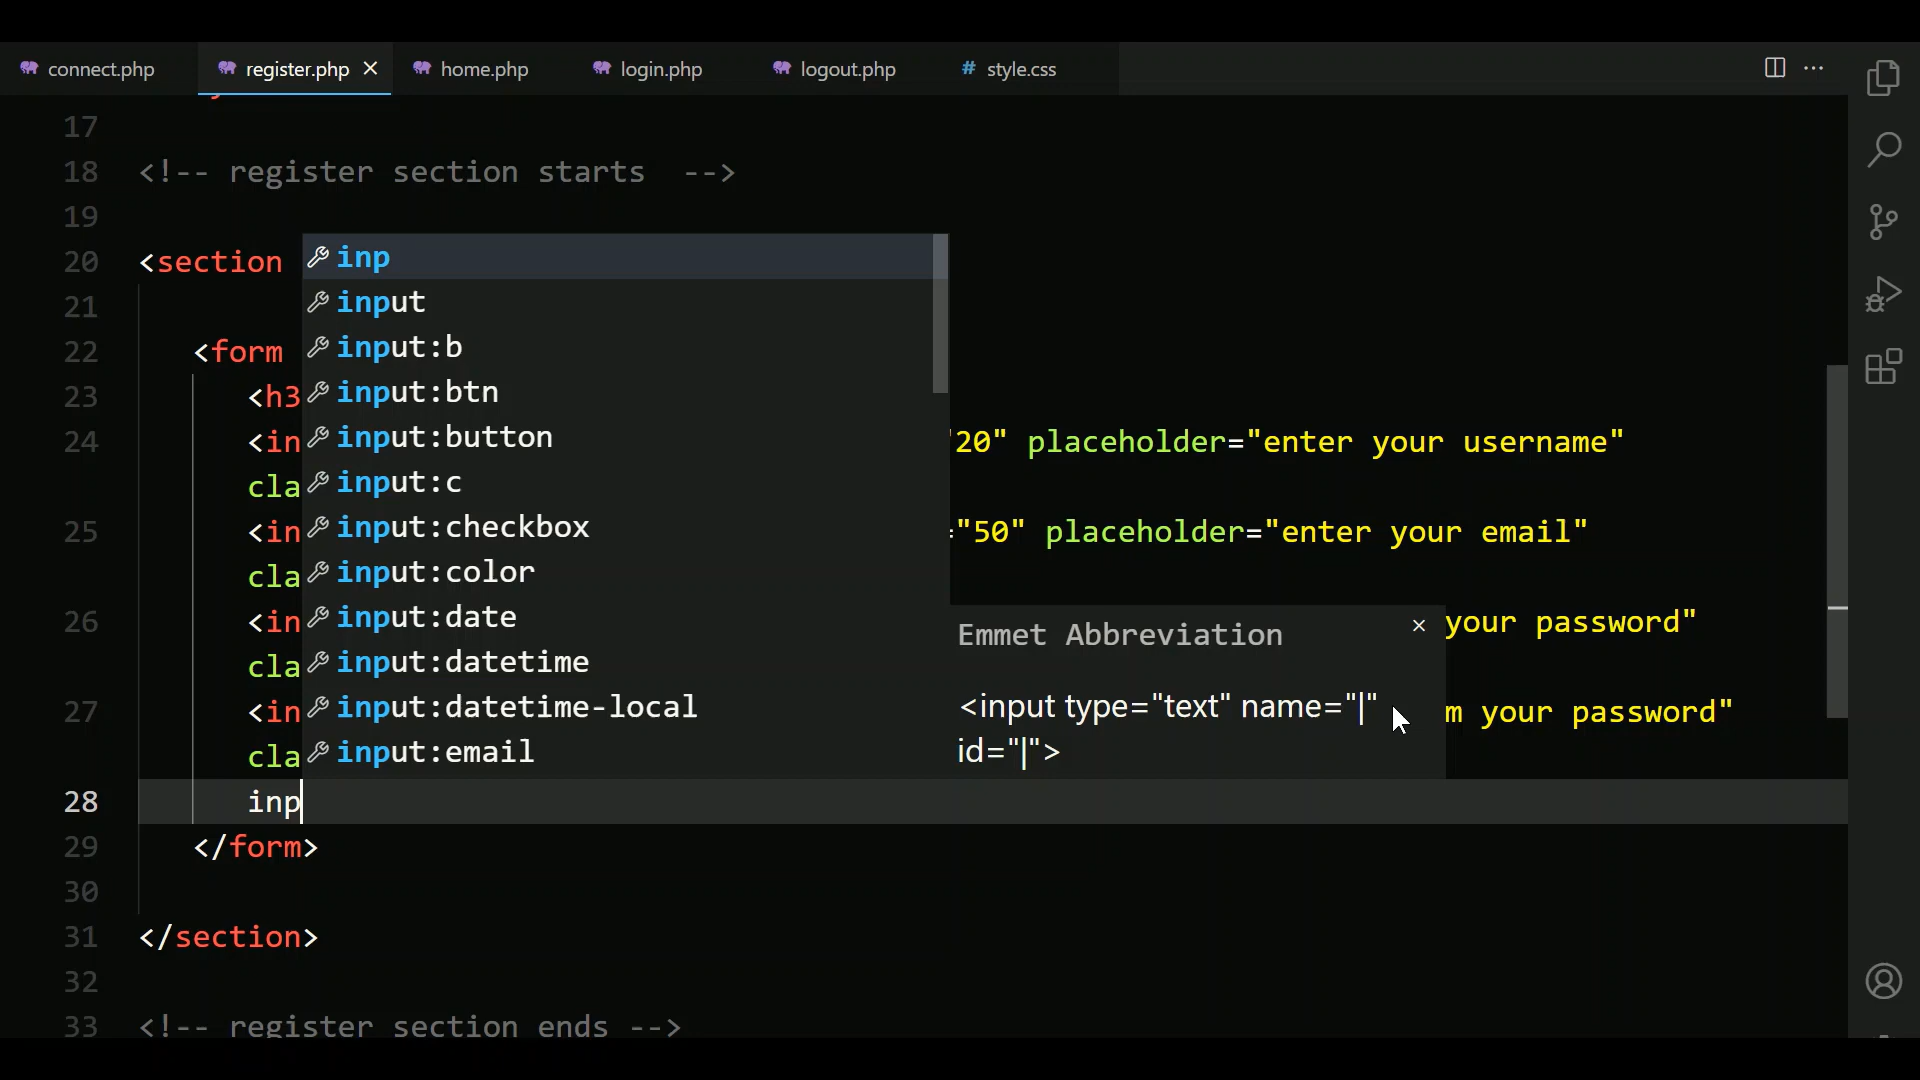 connect.php register.php home.php login.php logout.php # style.css
17
18 <!-- register section starts -->
19
20 <section
21
22 <form
23 <h3
24 <in 20" placeholder="enter your username"
cla
25 <in ="50" placeholder="enter your email"
cla
26 <in your password"
cla
27 <in m your password"
cla
inp
input
input:b
input:btn
input:button
input:c
input:checkbox
input:color
input:date
input:datetime
input:datetime-local
input:email
Emmet Abbreviation
<input type="text" name="|"
id="|">
28 inp
29 </form>
30
31 </section>
32
33 <!-- register section ends -->